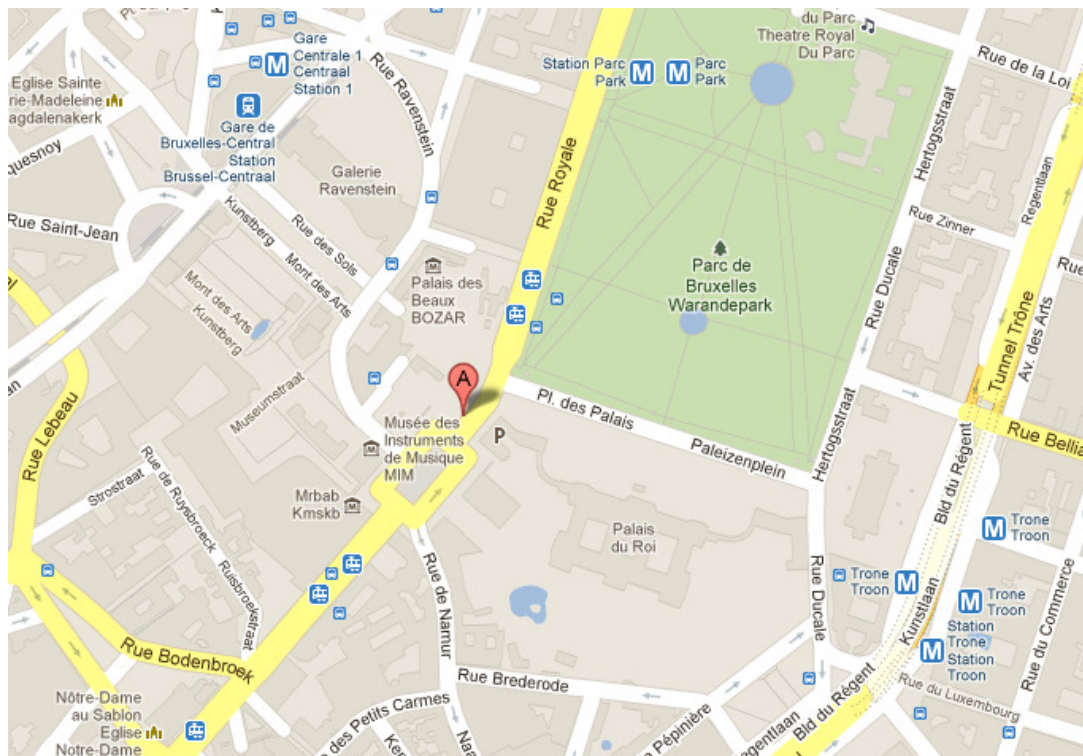 du Parc
Theatre Royal
Du Parc
Rue de la Loi
Gare
Centrale 1
Centraal
Station 1
M
Station Parc
Park
M
M
Parc
Park
Eglise Sainte
rie-Madeleine
agdalenakerk
Gare de
Bruxelles-Central
Station
Brussel-Centraal
Rue Ravenstein
Galerie
Ravenstein
Rue Royale
Hertogsstraat
Regentlaan
quesnoy
Rue Saint-Jean
Kunstberg
Rue des Sols
Mont des Arts
Mont des Arts
Kunstberg
Palais des
Beaux
BOZAR
Parc de
Bruxelles
Warandepark
Rue Zinner
Rue Ducale
Tunnel Trône
Av. des Arts
Rue
Museumstraat
A
Pl. des Palais
Paleizenplein
Hertogsstraat
Rue Bellia
Rue Lebeau
Musée des
Instruments
de Musique
MIM
P
Mrbab
Kmskb
Strostraat
Rue de Ruysbroeck
Ruisbroekstraat
Palais
du Roi
Bld du Régent
M
Trone
Troon
Rue de Namur
Rue Ducale
Trone
Troon
M
Kunstlaan
M
Trone
Troon
Station
Trone
Station
Troon
M
Rue du Commerce
Rue Bodenbroek
Rue Brederode
Rue du Luxembourg
Nôtre-Dame
au Sablon
Eglise
Notre-Dame
des Petits Carmes
Pépinière
Regentlaan
Bld du Régent